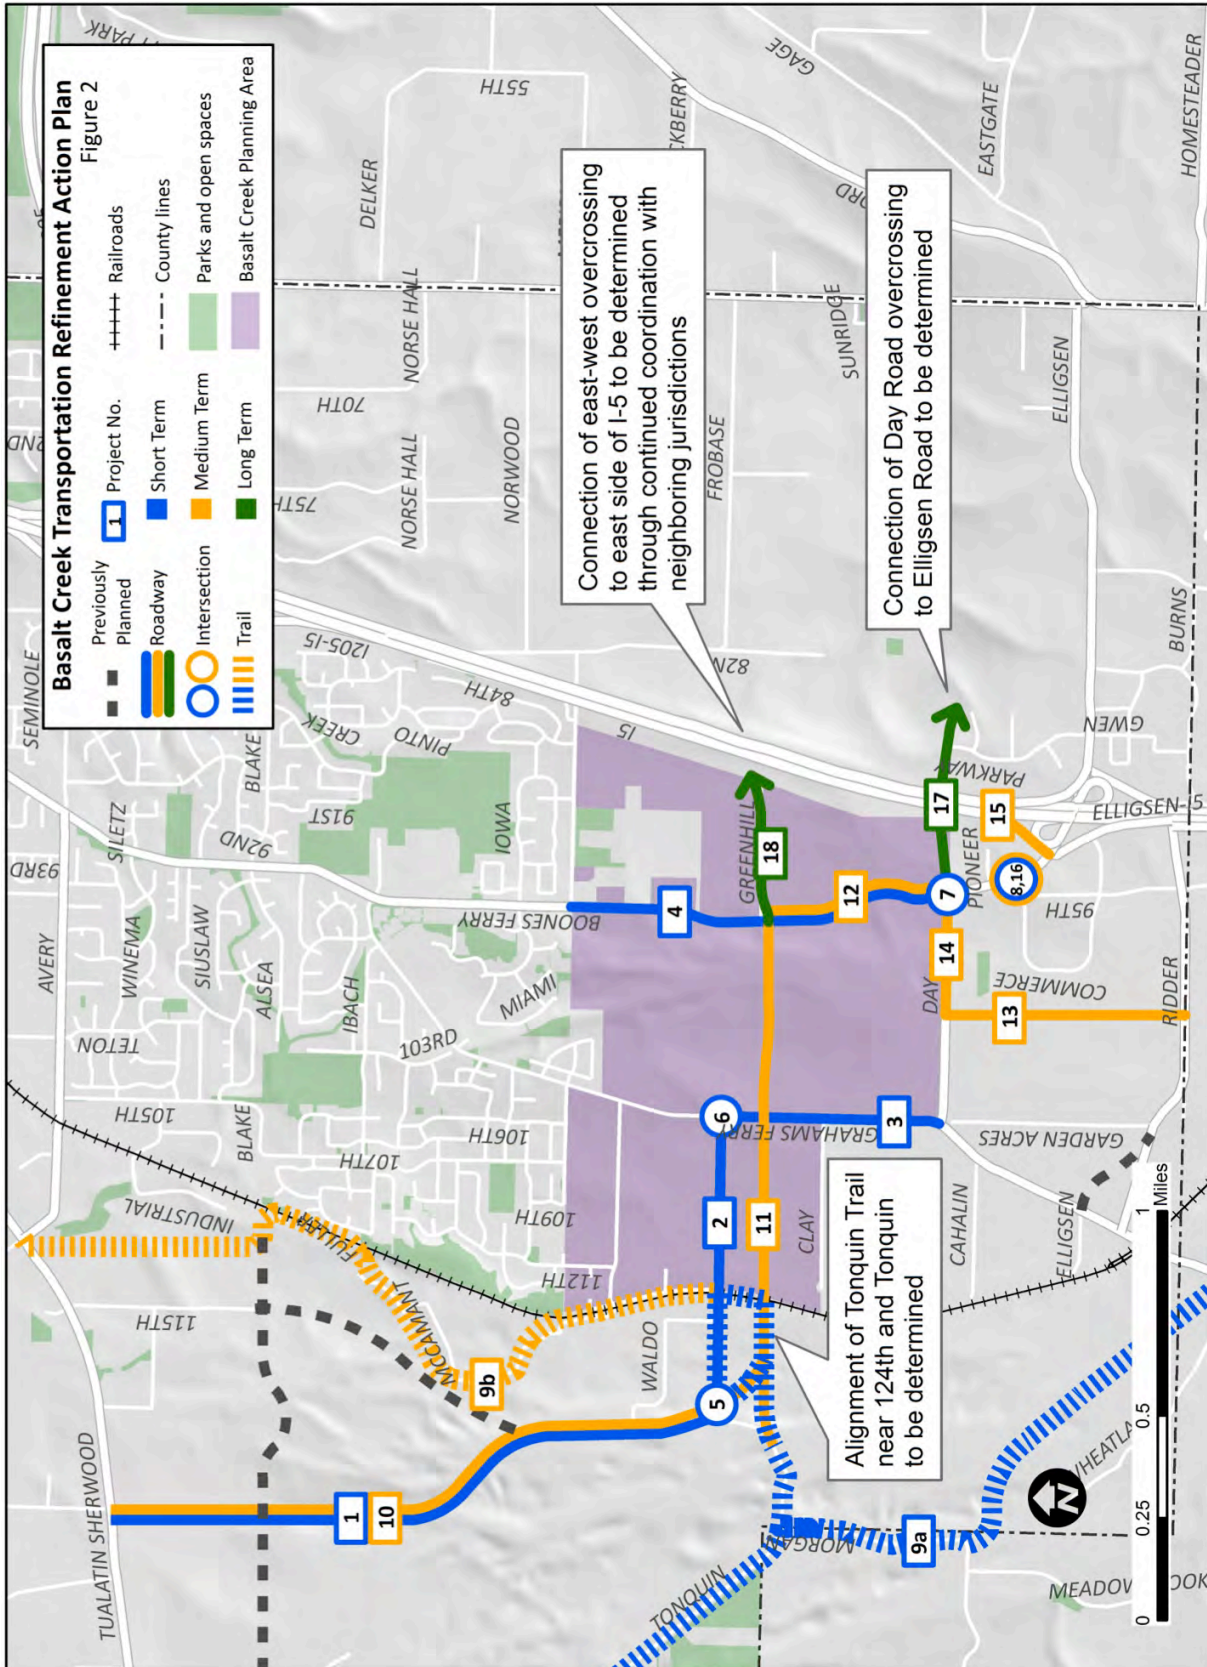 Basalt Creek Transportation Refinement Action Plan
Figure 2
Previously
Planned
Roadway
Intersection
Trail
1 Project No.
Short Term
Medium Term
Long Term
Railroads
County lines
Parks and open spaces
Basalt Creek Planning Area
Connection of east-west overcrossing
to east side of I-5 to be determined
through continued coordination with
neighboring jurisdictions
Connection of Day Road overcrossing
to Elligsen Road to be determined
Alignment of Tonquin Trail
near 124th and Tonquin
to be determined
TUALATIN SHERWOOD
115TH
INDUSTRIAL
105TH
TETON
AVERY
WINEMA
SILETZ
93RD
SEMINOLE
SIUSLAW
92ND
BLAKE
ALSEA
BLAKE
107TH
IBACH
91ST
CREEK
PINTO
84TH
I205-I5
75TH
70TH
NORSE HALL
NORSE HALL
DELKER
55TH
PARK
GAGE
MCCAMANT
109TH
106TH
103RD
MIAMI
IOWA
BOONES FERRY
NORWOOD
112TH
WALDO
I5
FROBASE
GREENHILL
SUNRIDGE
CLAY
GRAHAMS FERRY
DAY
PIONEER
PARKWAY
EASTGATE
TONQUIN
MORGAN
CAHALIN
GARDEN ACRES
COMMERCE
95TH
GWEN
ELLIGSEN
ELLIGSEN-I5
ELLIGSEN
RIDDER
BURNS
HOMESTEADER
1
10
9b
5
2
11
6
3
4
12
18
7
14
13
17
15
8,16
9a
N
0
0.25
0.5
1
Miles